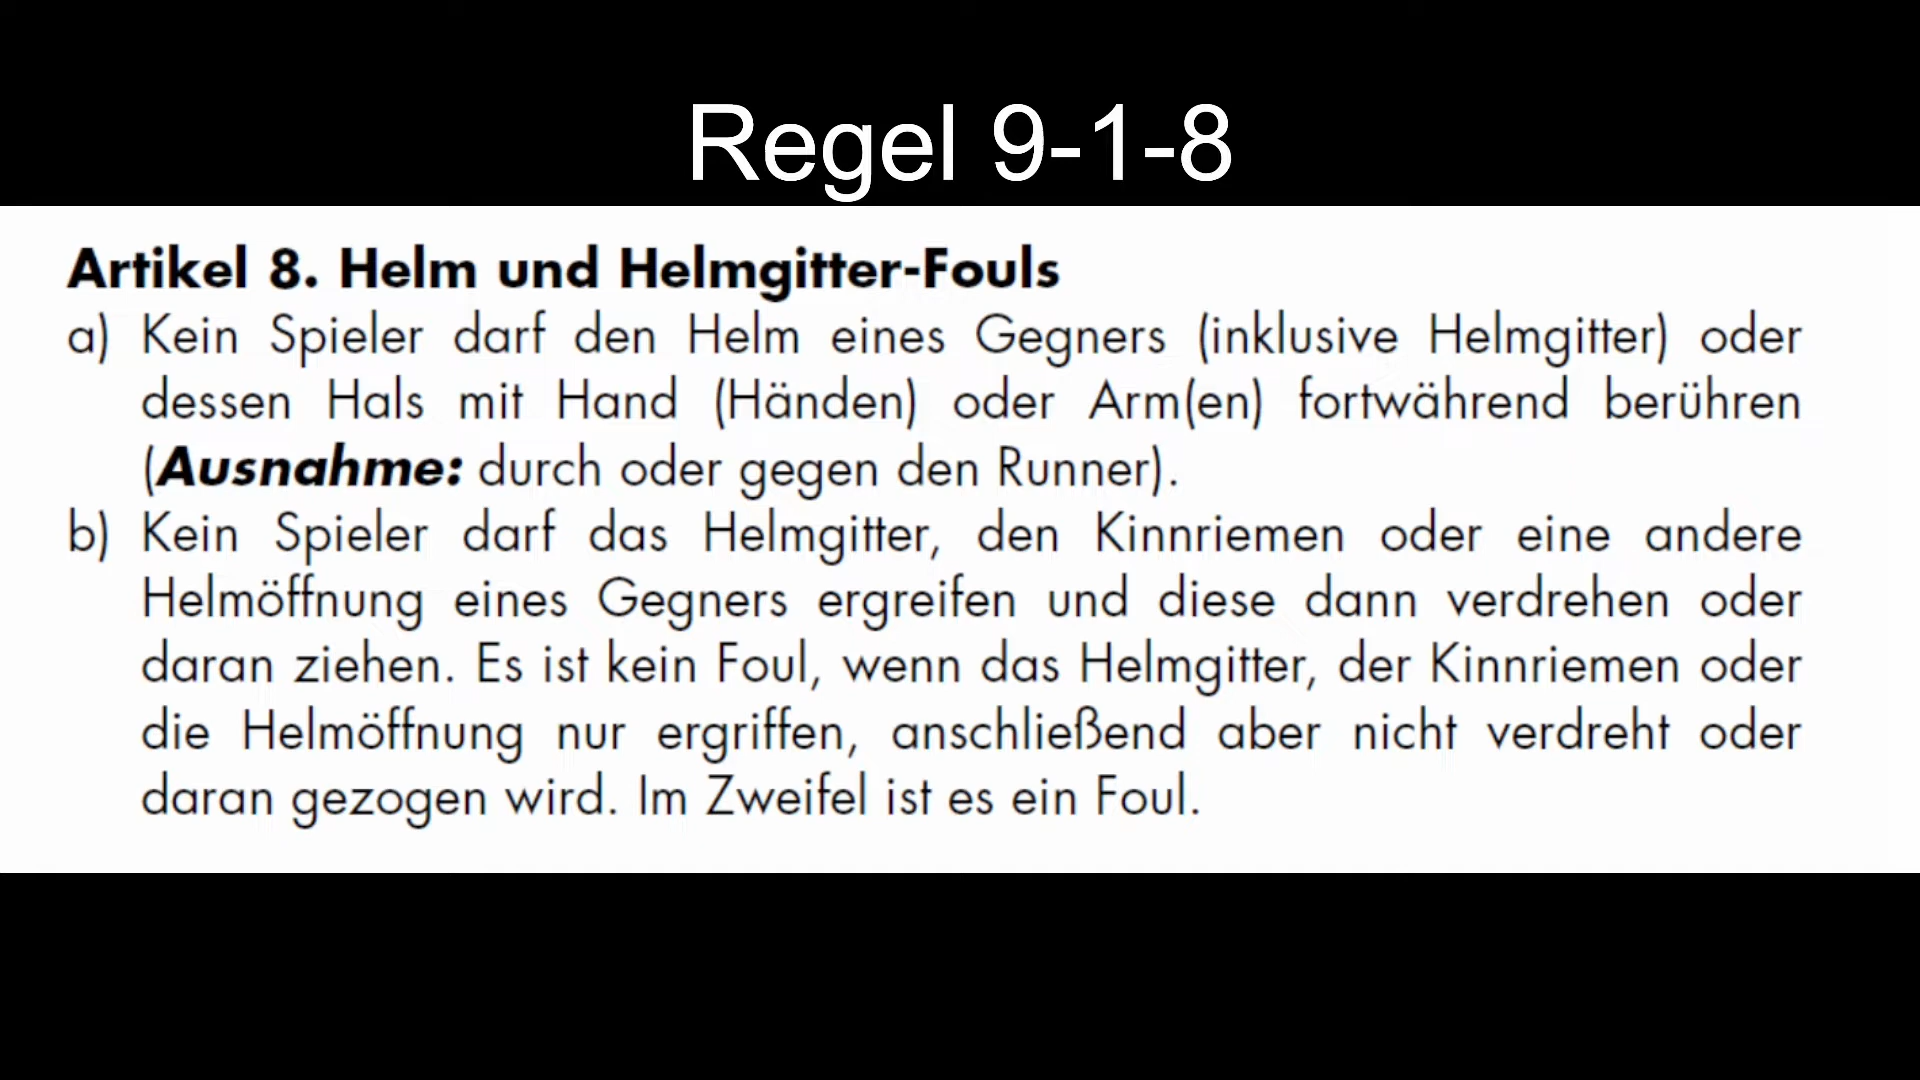 Regel 9-1-8
Artikel 8. Helm und Helmgitter-Fouls
a) Kein Spieler darf den Helm eines Gegners (inklusive Helmgitter) oder
dessen Hals mit Hand (Händen) oder Arm(en) fortwährend berühren
(Ausnahme: durch oder gegen den Runner).
b) Kein Spieler darf das Helmgitter, den Kinnriemen oder eine andere
Helmöffnung eines Gegners ergreifen und diese dann verdrehen oder
daran ziehen. Es ist kein Foul, wenn das Helmgitter, der Kinnriemen oder
die Helmöffnung nur ergriffen, anschließend aber nicht verdreht oder
daran gezogen wird. Im Zweifel ist es ein Foul.